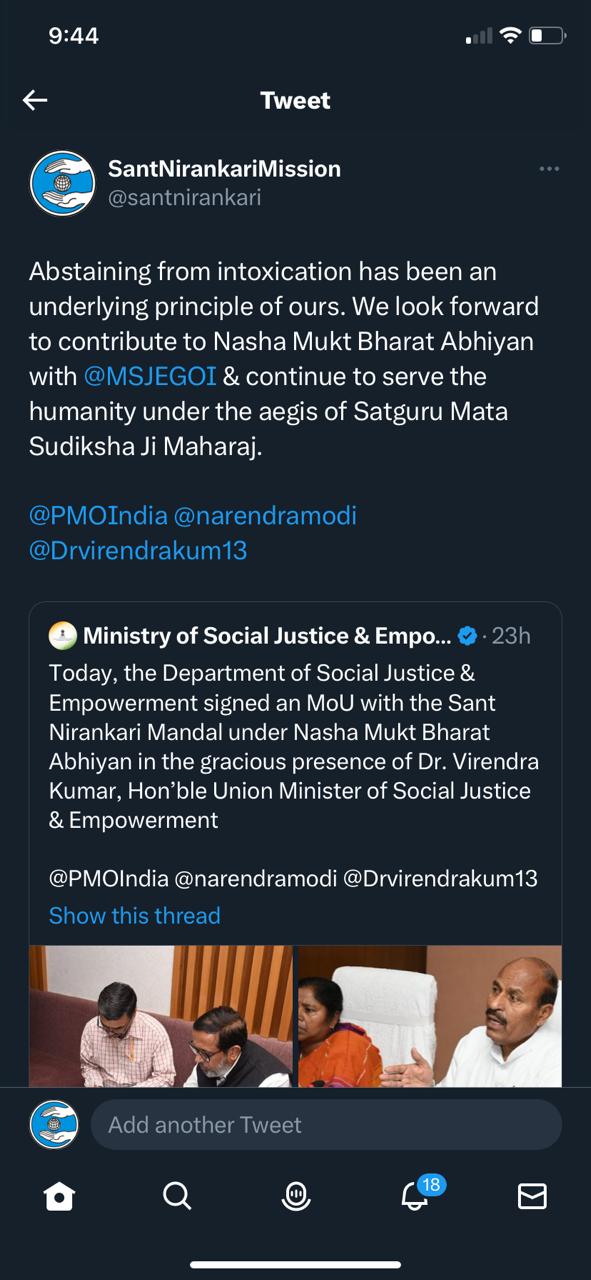 9:44
Tweet
SantNirankariMission
@santnirankari
Abstaining from intoxication has been an
underlying principle of ours. We look forward
to contribute to Nasha Mukt Bharat Abhiyan
with @MSJEGOI & continue to serve the
humanity under the aegis of Satguru Mata
Sudiksha Ji Maharaj.
@PMOIndia @narendramodi
@Drvirendrakum13
Ministry of Social Justice & Empo... · 23h
Today, the Department of Social Justice &
Empowerment signed an MoU with the Sant
Nirankari Mandal under Nasha Mukt Bharat
Abhiyan in the gracious presence of Dr. Virendra
Kumar, Hon’ble Union Minister of Social Justice
& Empowerment
@PMOIndia @narendramodi @Drvirendrakum13
Show this thread
Add another Tweet
18